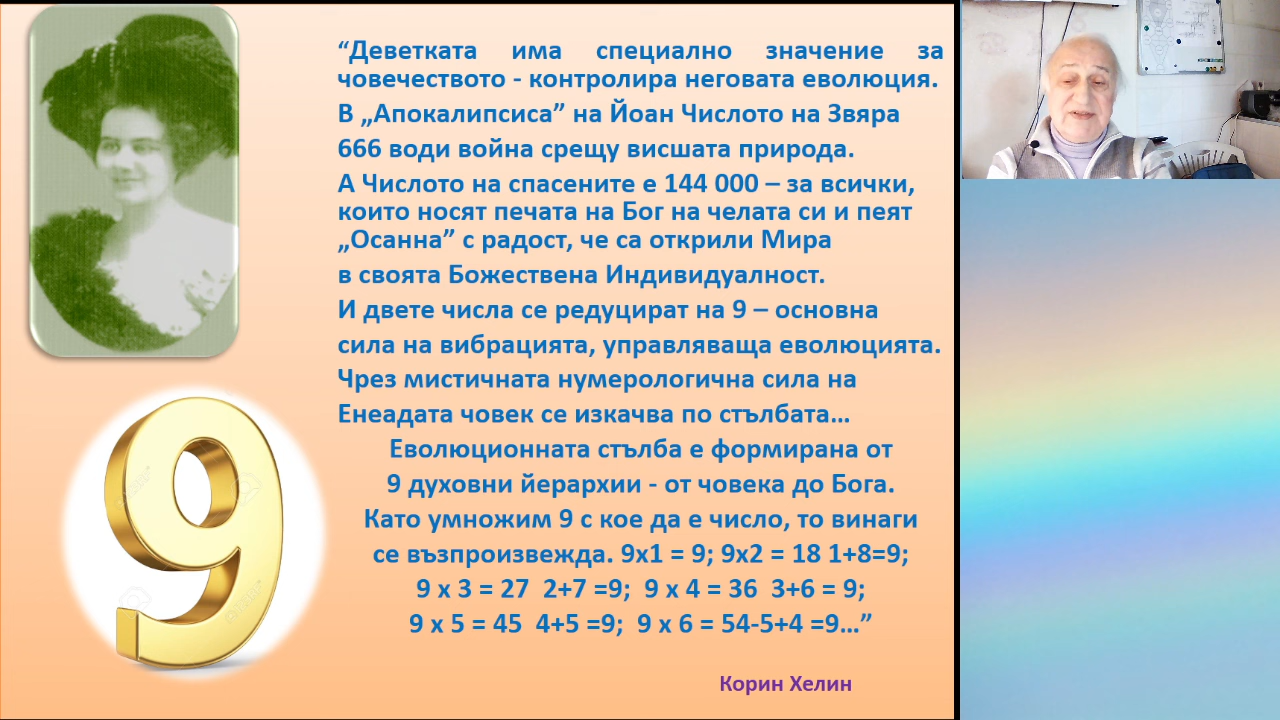 “Деветката има специално значение за
човечеството - контролира неговата еволюция.
В „Апокалипсиса” на Йоан Числото на Звяра
666 води война срещу висшата природа.
А Числото на спасените е 144 000 – за всички,
които носят печата на Бог на челата си и пеят
„Осанна” с радост, че са открили Мира
в своята Божествена Индивидуалност.
И двете числа се редуцират на 9 – основна
сила на вибрацията, управляваща еволюцията.
Чрез мистичната нумерологична сила на
Енеадата човек се изкачва по стълбата…
Еволюционната стълба е формирана от
9 духовни йерархии - от човека до Бога.
Като умножим 9 с кое да е число, то винаги
се възпроизвежда. 9х1 = 9; 9х2 = 18 1+8=9;
9 х 3 = 27 2+7 =9; 9 х 4 = 36 3+6 = 9;
9 х 5 = 45 4+5 =9; 9 х 6 = 54-5+4 =9…”
Корин Хелин
9